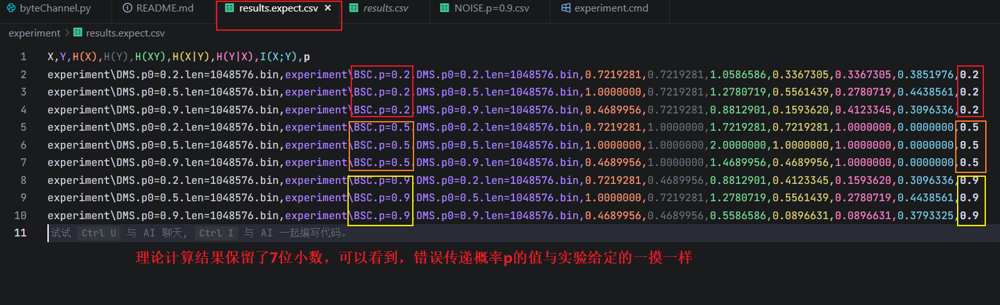 byteChannel.py README.md results.expect.csv × results.csv NOISE.p=0.9.csv experiment.cmd
experiment > results.expect.csv
1 X,Y,H(X),H(Y),H(XY),H(X|Y),H(Y|X),I(X;Y),p
2 experiment\DMS.p0=0.2.len=1048576.bin,experiment\BSC.p=0.2.DMS.p0=0.2.len=1048576.bin,0.7219281,0.7219281,1.0586586,0.3367305,0.3367305,0.3851976,0.2
3 experiment\DMS.p0=0.5.len=1048576.bin,experiment\BSC.p=0.2.DMS.p0=0.5.len=1048576.bin,1.0000000,0.7219281,1.2780719,0.5561439,0.2780719,0.4438561,0.2
4 experiment\DMS.p0=0.9.len=1048576.bin,experiment\BSC.p=0.2.DMS.p0=0.9.len=1048576.bin,0.4689956,0.7219281,0.8812901,0.1593620,0.4123345,0.3096336,0.2
5 experiment\DMS.p0=0.2.len=1048576.bin,experiment\BSC.p=0.5.DMS.p0=0.2.len=1048576.bin,0.7219281,1.0000000,1.7219281,0.7219281,1.0000000,0.0000000,0.5
6 experiment\DMS.p0=0.5.len=1048576.bin,experiment\BSC.p=0.5.DMS.p0=0.5.len=1048576.bin,1.0000000,1.0000000,2.0000000,1.0000000,1.0000000,0.0000000,0.5
7 experiment\DMS.p0=0.9.len=1048576.bin,experiment\BSC.p=0.5.DMS.p0=0.9.len=1048576.bin,0.4689956,1.0000000,1.4689956,0.4689956,1.0000000,0.0000000,0.5
8 experiment\DMS.p0=0.2.len=1048576.bin,experiment\BSC.p=0.9.DMS.p0=0.2.len=1048576.bin,0.7219281,0.4689956,0.8812901,0.4123345,0.1593620,0.3096336,0.9
9 experiment\DMS.p0=0.5.len=1048576.bin,experiment\BSC.p=0.9.DMS.p0=0.5.len=1048576.bin,1.0000000,0.7219281,1.2780719,0.5561439,0.2780719,0.4438561,0.9
10 experiment\DMS.p0=0.9.len=1048576.bin,experiment\BSC.p=0.9.DMS.p0=0.9.len=1048576.bin,0.4689956,0.4689956,0.5586586,0.0896631,0.0896631,0.3793325,0.9
11 试试 Ctrl U 与 AI 聊天, Ctrl I 与 AI 一起编写代码。
理论计算结果保留了7位小数，可以看到，错误传递概率p的值与实验给定的一摸一样